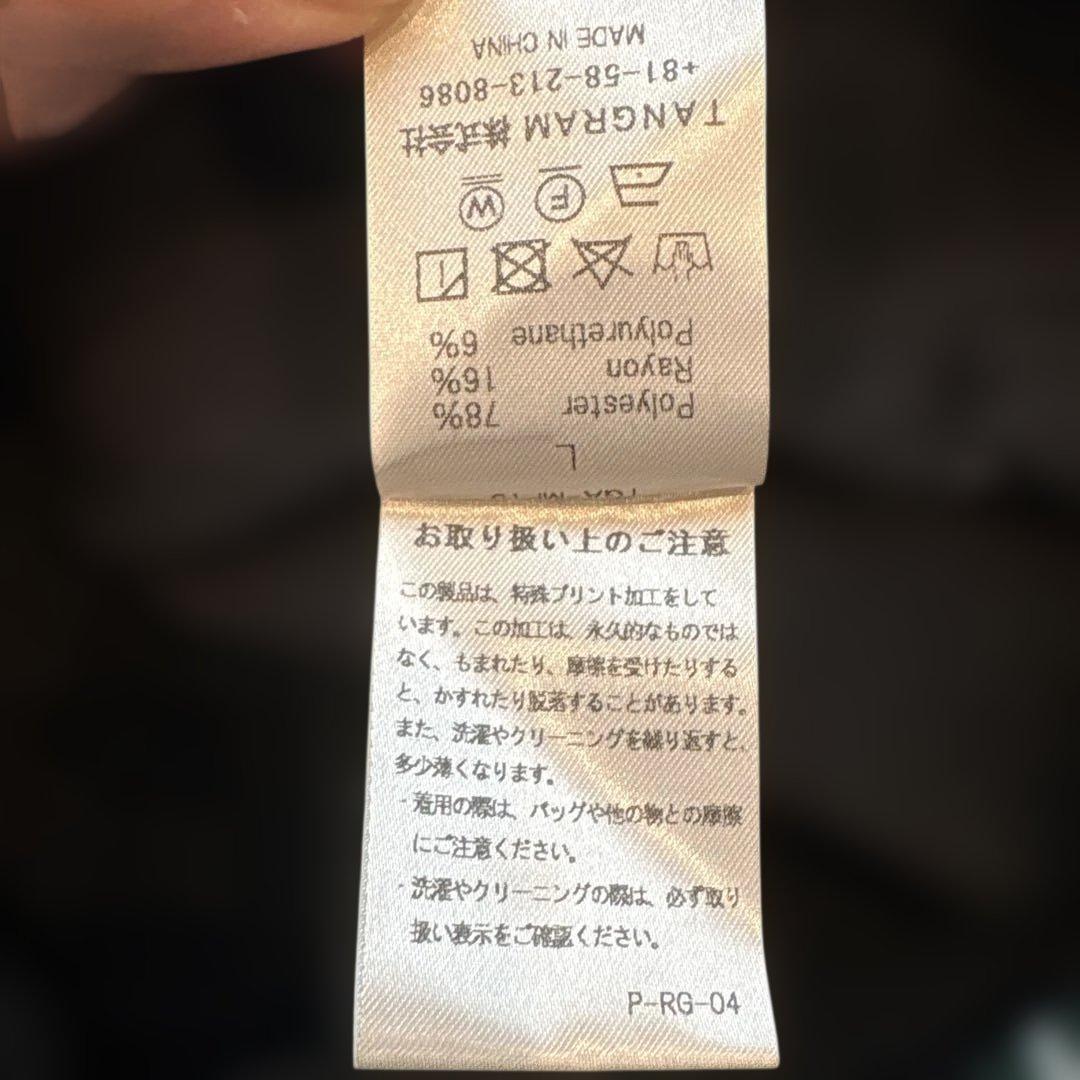 MADE IN CHINA
+81-58-213-8086
TANGRAM 株式会社
W F
Polyurethane 6%
Rayon 16%
Polyester 78%
L
お取り扱い上のご注意
この製品は、特殊プリント加工をして
います。この加工は、永久的なものでは
なく、もまれたり、摩擦を受けたりする
と、かすれたり脱落することがあります。
また、洗濯やクリーニングを繰り返すと、
多少薄くなります。
・着用の際は、バッグや他の物との摩擦
にご注意ください。
・洗濯やクリーニングの際は、必ず取り
扱い表示をご確認ください。
P-RG-04